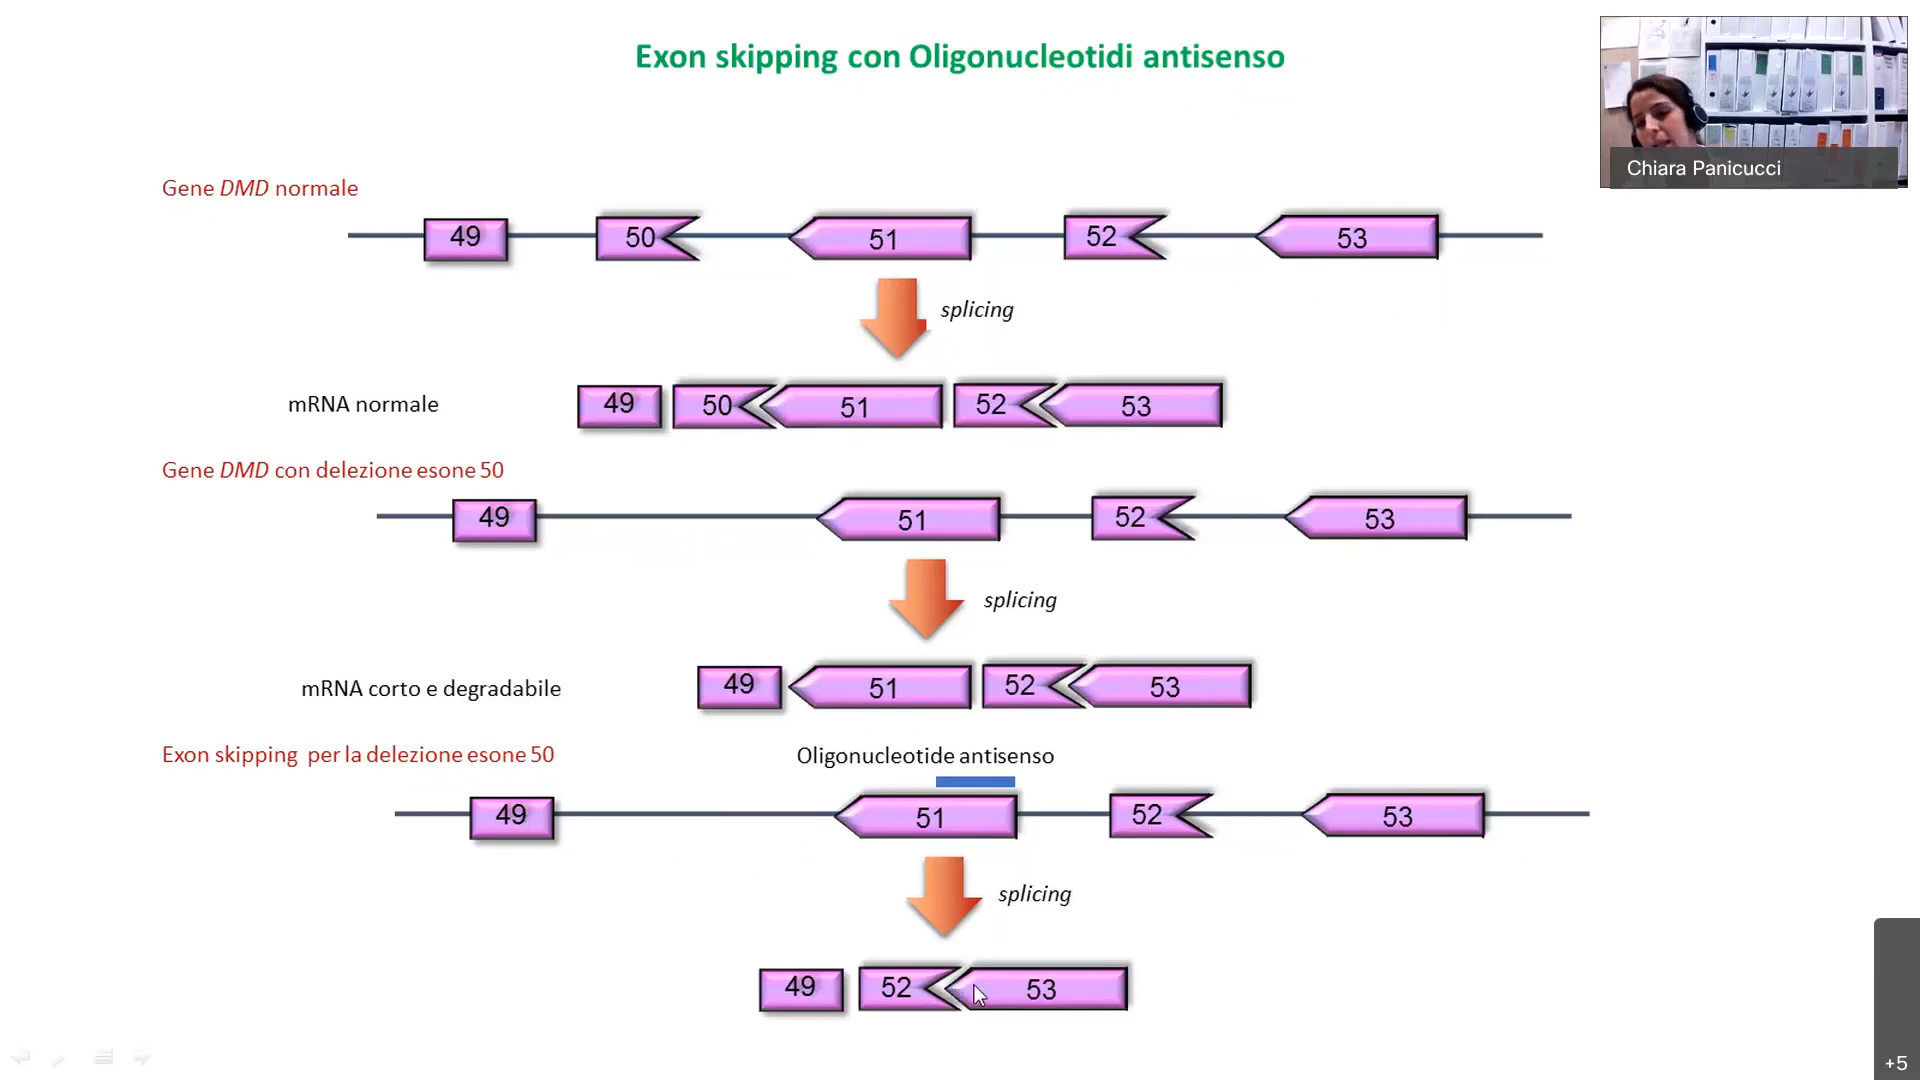 Exon skipping con Oligonucleotidi antisenso
Chiara Panicucci
Gene DMD normale
49 50 51 52 53
splicing
mRNA normale
49 50 51 52 53
Gene DMD con delezione esone 50
49 51 52 53
splicing
mRNA corto e degradabile
49 51 52 53
Exon skipping per la delezione esone 50
Oligonucleotide antisenso
49 51 52 53
splicing
49 52 53
+5